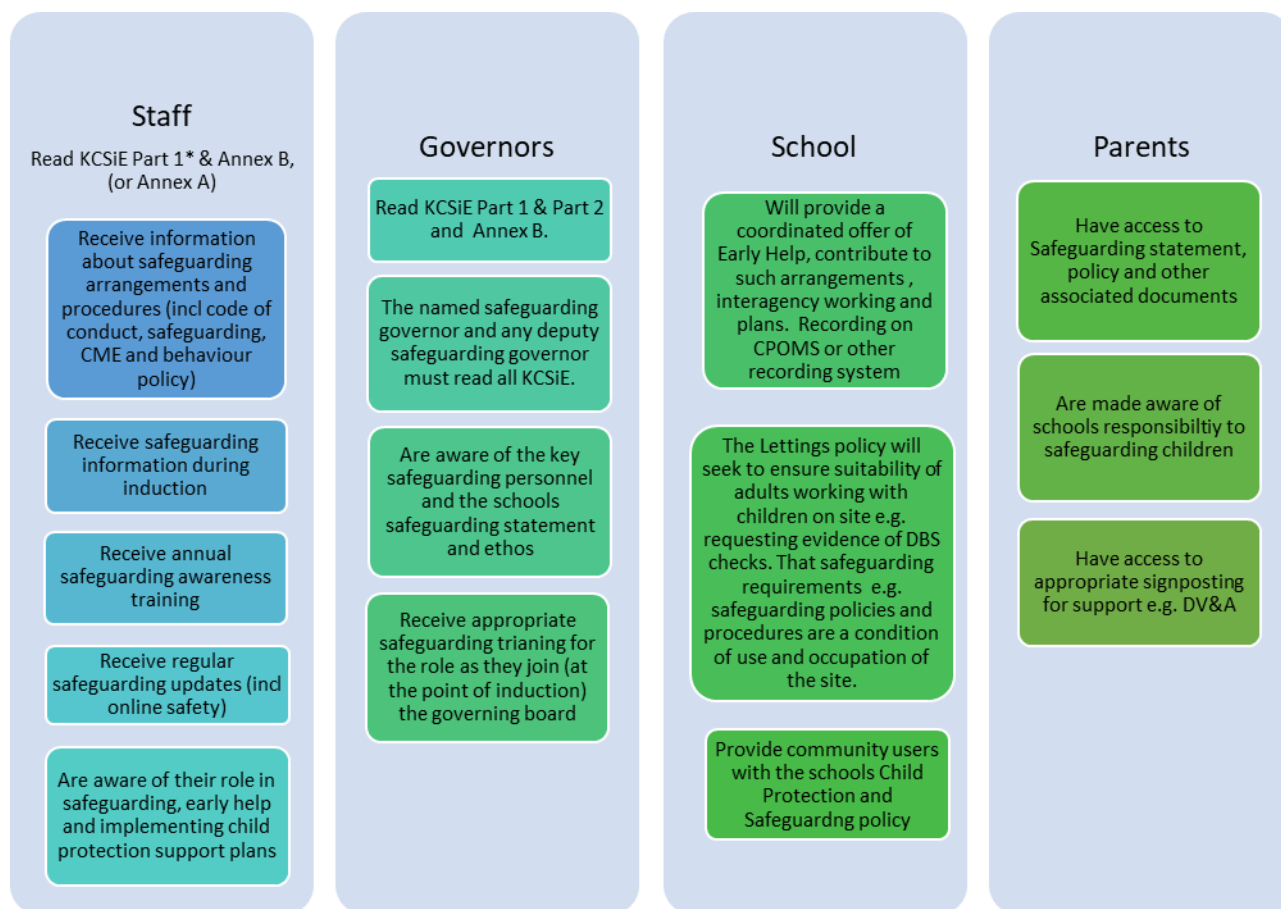 Staff
Read KCSiE Part 1* & Annex B,
(or Annex A)
Receive information
about safeguarding
arrangements and
procedures (incl code of
conduct, safeguarding,
CME and behaviour
policy)
Receive safeguarding
information during
induction
Receive annual
safeguarding awareness
training
Receive regular
safeguarding updates (incl
online safety)
Are aware of their role in
safeguarding, early help
and implementing child
protection support plans
Governors
Read KCSiE Part 1 & Part 2
and Annex B.
The named safeguarding
governor and any deputy
safeguarding governor
must read all KCSiE.
Are aware of the key
safeguarding personnel
and the schools
safeguarding statement
and ethos
Receive appropriate
safeguarding trianing for
the role as they join (at
the point of induction)
the governing board
School
Will provide a
coordinated offer of
Early Help, contribute to
such arrangements ,
interagency working and
plans. Recording on
CPOMS or other
recording system
The Lettings policy will
seek to ensure suitability of
adults working with
children on site e.g.
requesting evidence of DBS
checks. That safeguarding
requirements e.g.
safeguarding policies and
procedures are a condition
of use and occupation of
the site.
Provide community users
with the schools Child
Protection and
Safeguardng policy
Parents
Have access to
Safeguarding statement,
policy and other
associated documents
Are made aware of
schools responsibiltiy to
safeguarding children
Have access to
appropriate signposting
for support e.g. DV&A